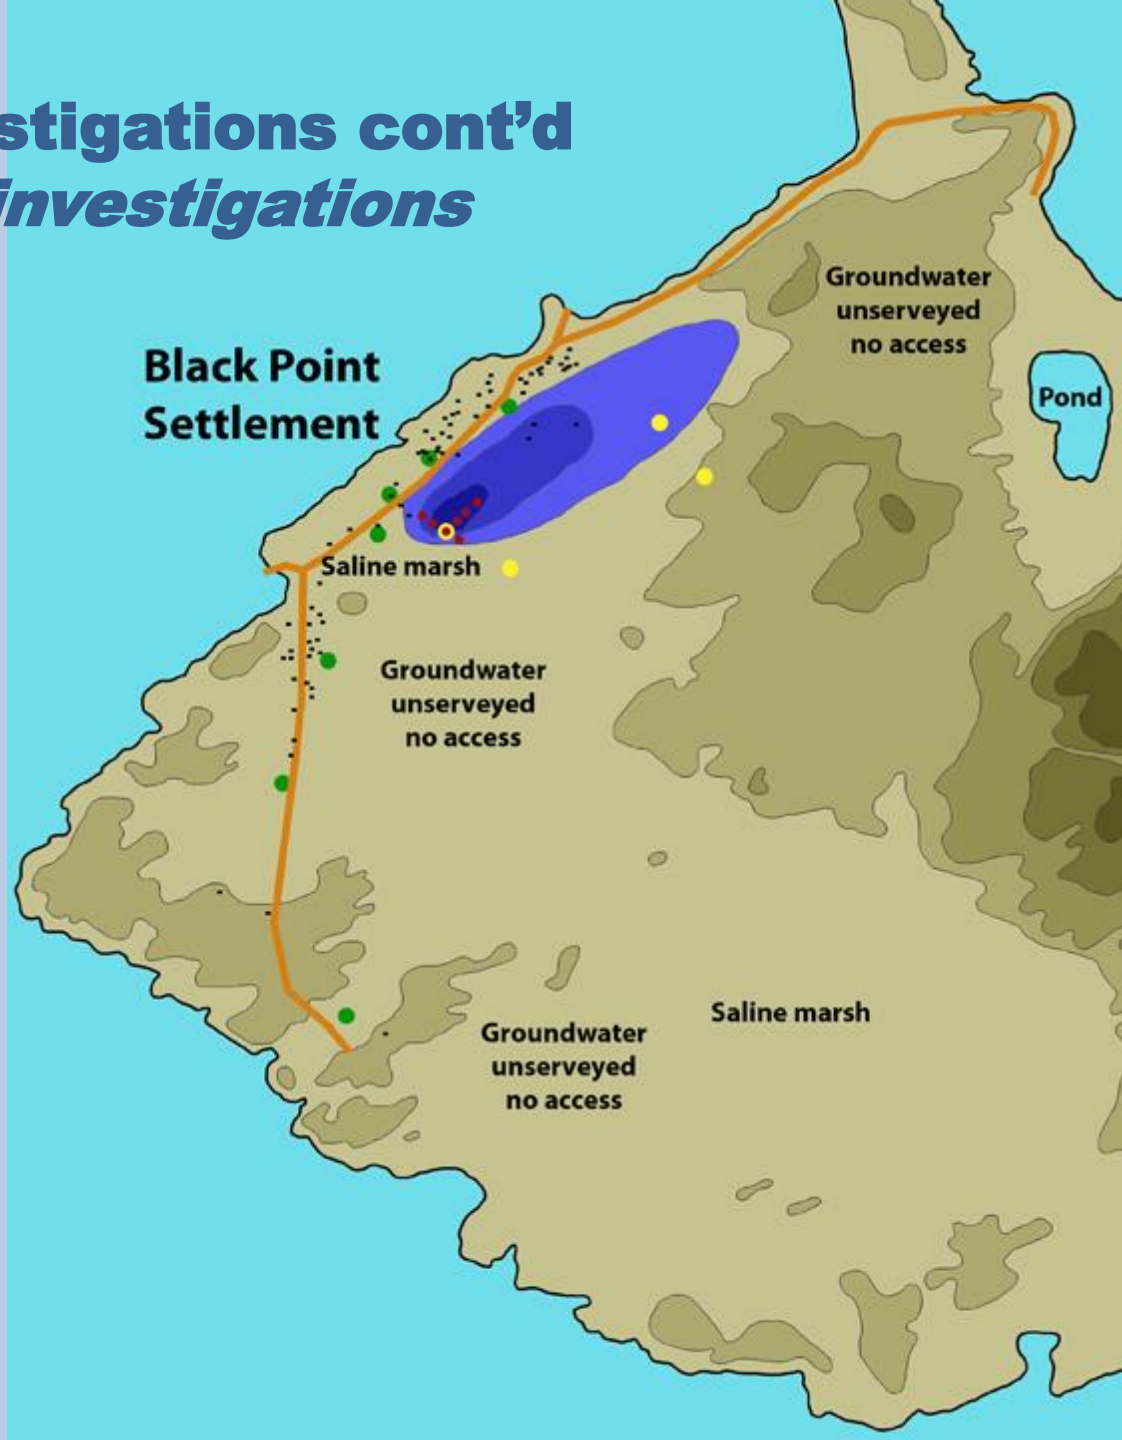 stigations cont’d
investigations
Black Point
Settlement
Groundwater
unserveyed
no access
Pond
Saline marsh
Groundwater
unserveyed
no access
Saline marsh
Groundwater
unserveyed
no access